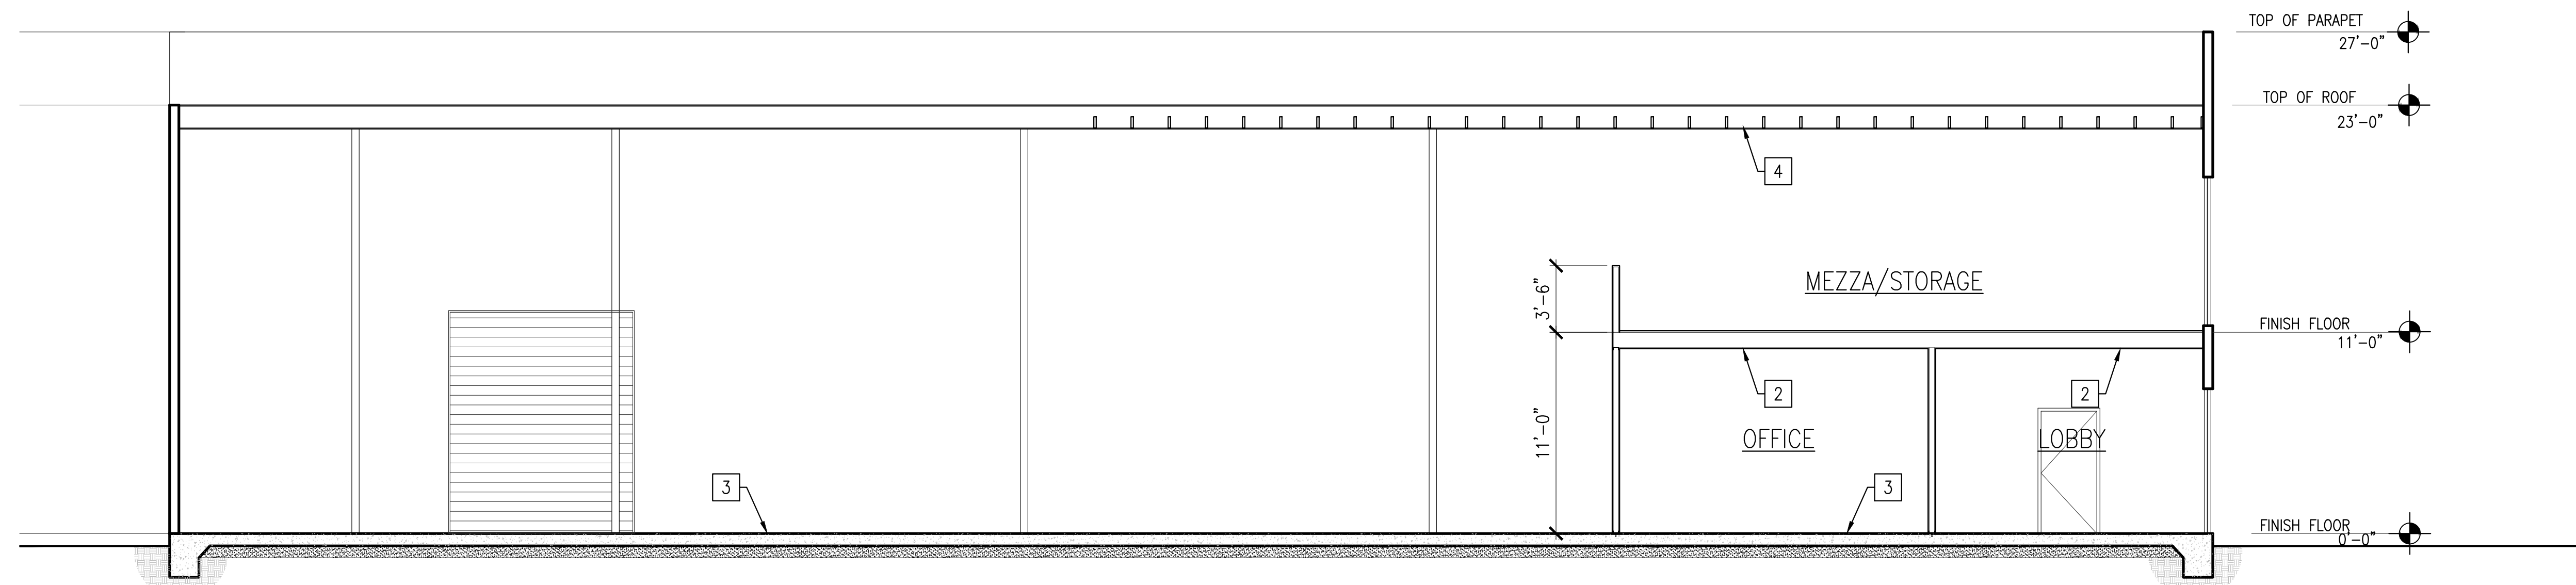 TOP OF PARAPET
27'-0"
TOP OF ROOF
23'-0"
4
3'-6"
MEZZA/STORAGE
FINISH FLOOR
11'-0"
2
2
11'-0"
OFFICE
LOBBY
3
3
FINISH FLOOR
0'-0"